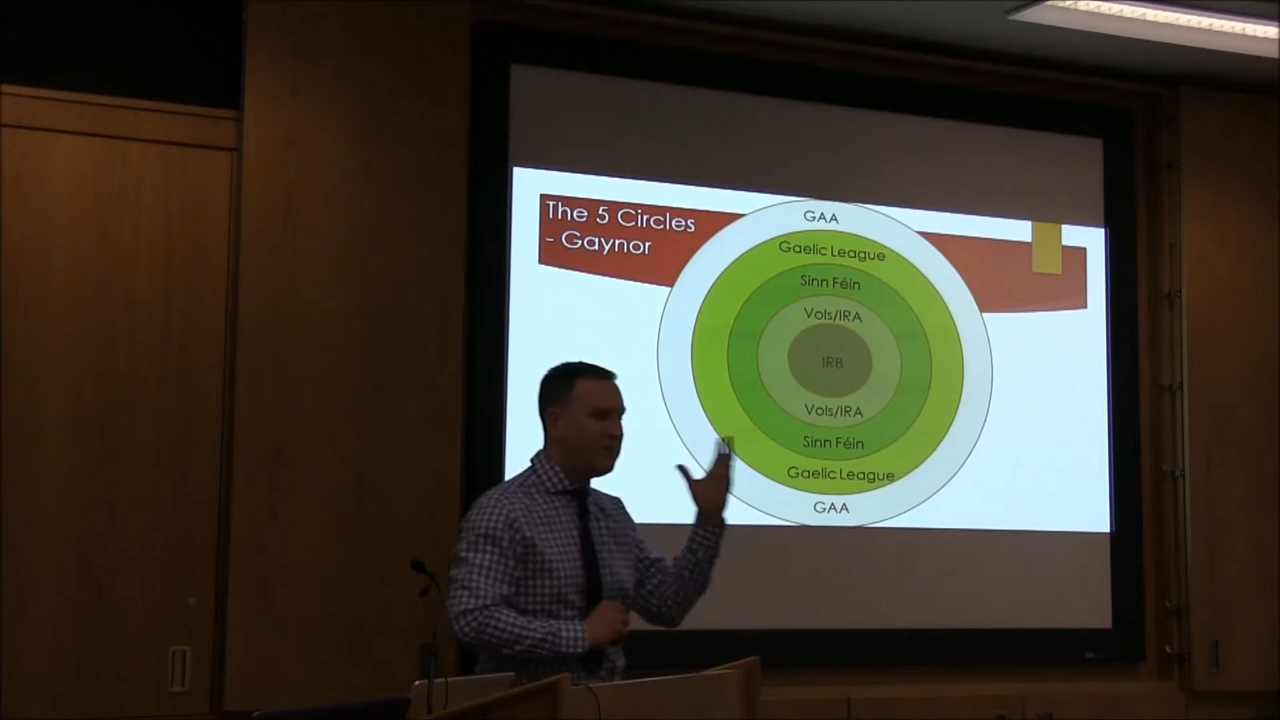 The 5 Circles
- Gaynor
GAA
Gaelic League
Sinn Féin
Vols/IRA
IRB
Vols/IRA
Sinn Féin
Gaelic League
GAA